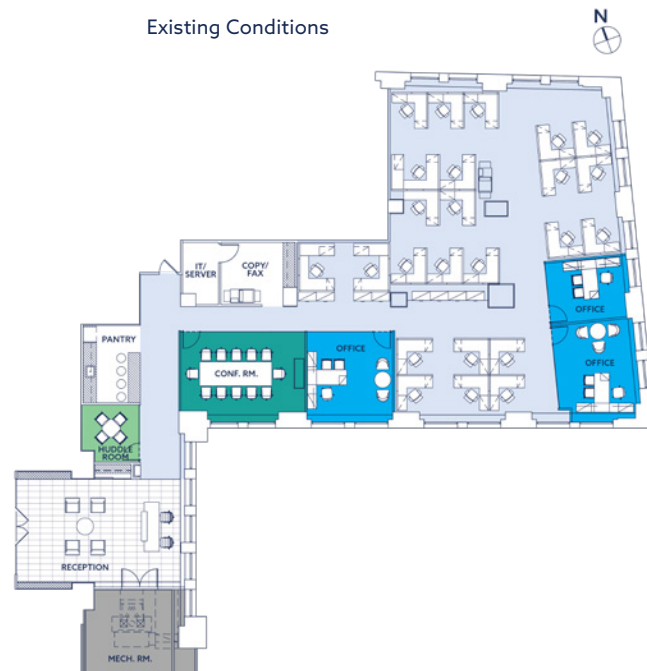 Existing Conditions
N
IT/
SERVER
COPY/
FAX
PANTRY
OFFICE
OFFICE
CONF. RM.
OFFICE
HUDDLE
ROOM
RECEPTION
MECH. RM.